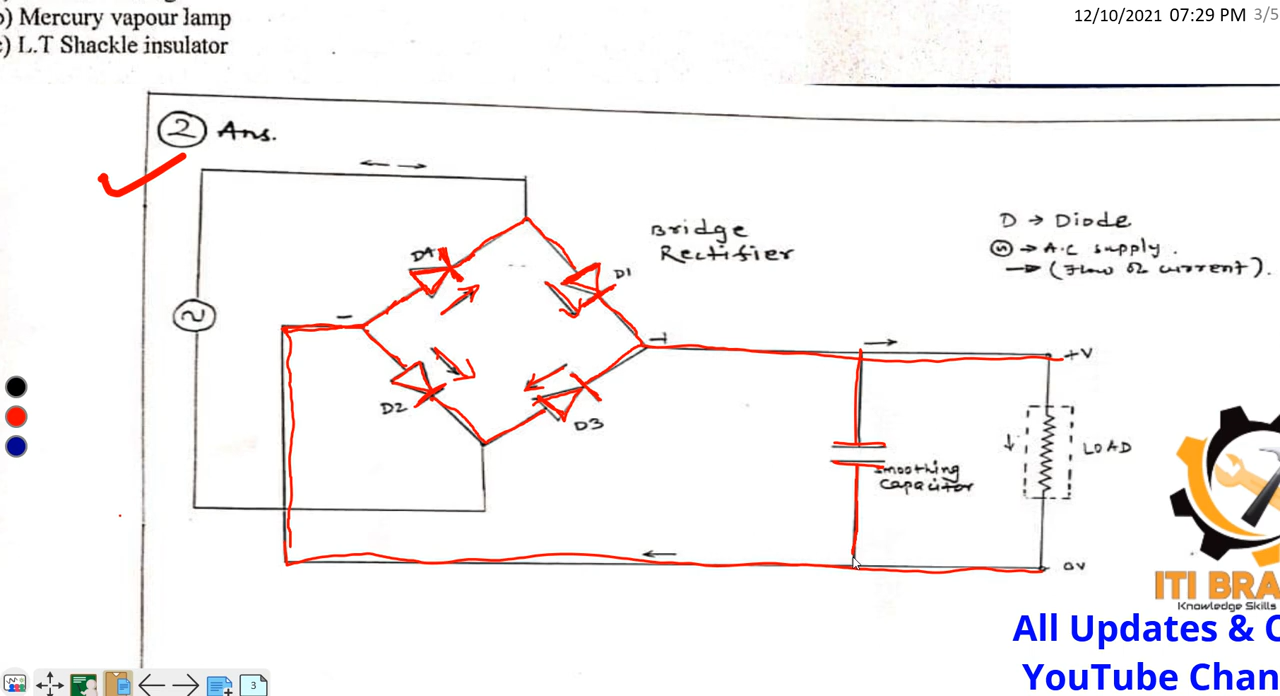 12/10/2021 07:29 PM 3/5
b) Mercury vapour lamp
c) L.T Shackle insulator
2 Ans.
Bridge
Rectifier
D → Diode
→ A.C supply.
→ (Flow of current).
D4
D1
D2
D3
+V
LOAD
smoothing
capacitor
0V
ITI BRA
Knowledge Skills
All Updates & C
YouTube Chan
3